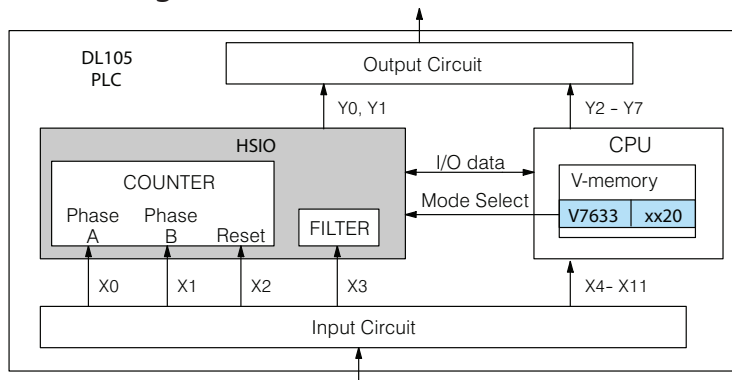 DL105
PLC
Output Circuit
Y0, Y1
Y2 - Y7
HSIO
CPU
COUNTER
Phase
A
Phase
B
Reset
FILTER
I/O data
Mode Select
V-memory
V7633
xx20
X0
X1
X2
X3
X4- X11
Input Circuit